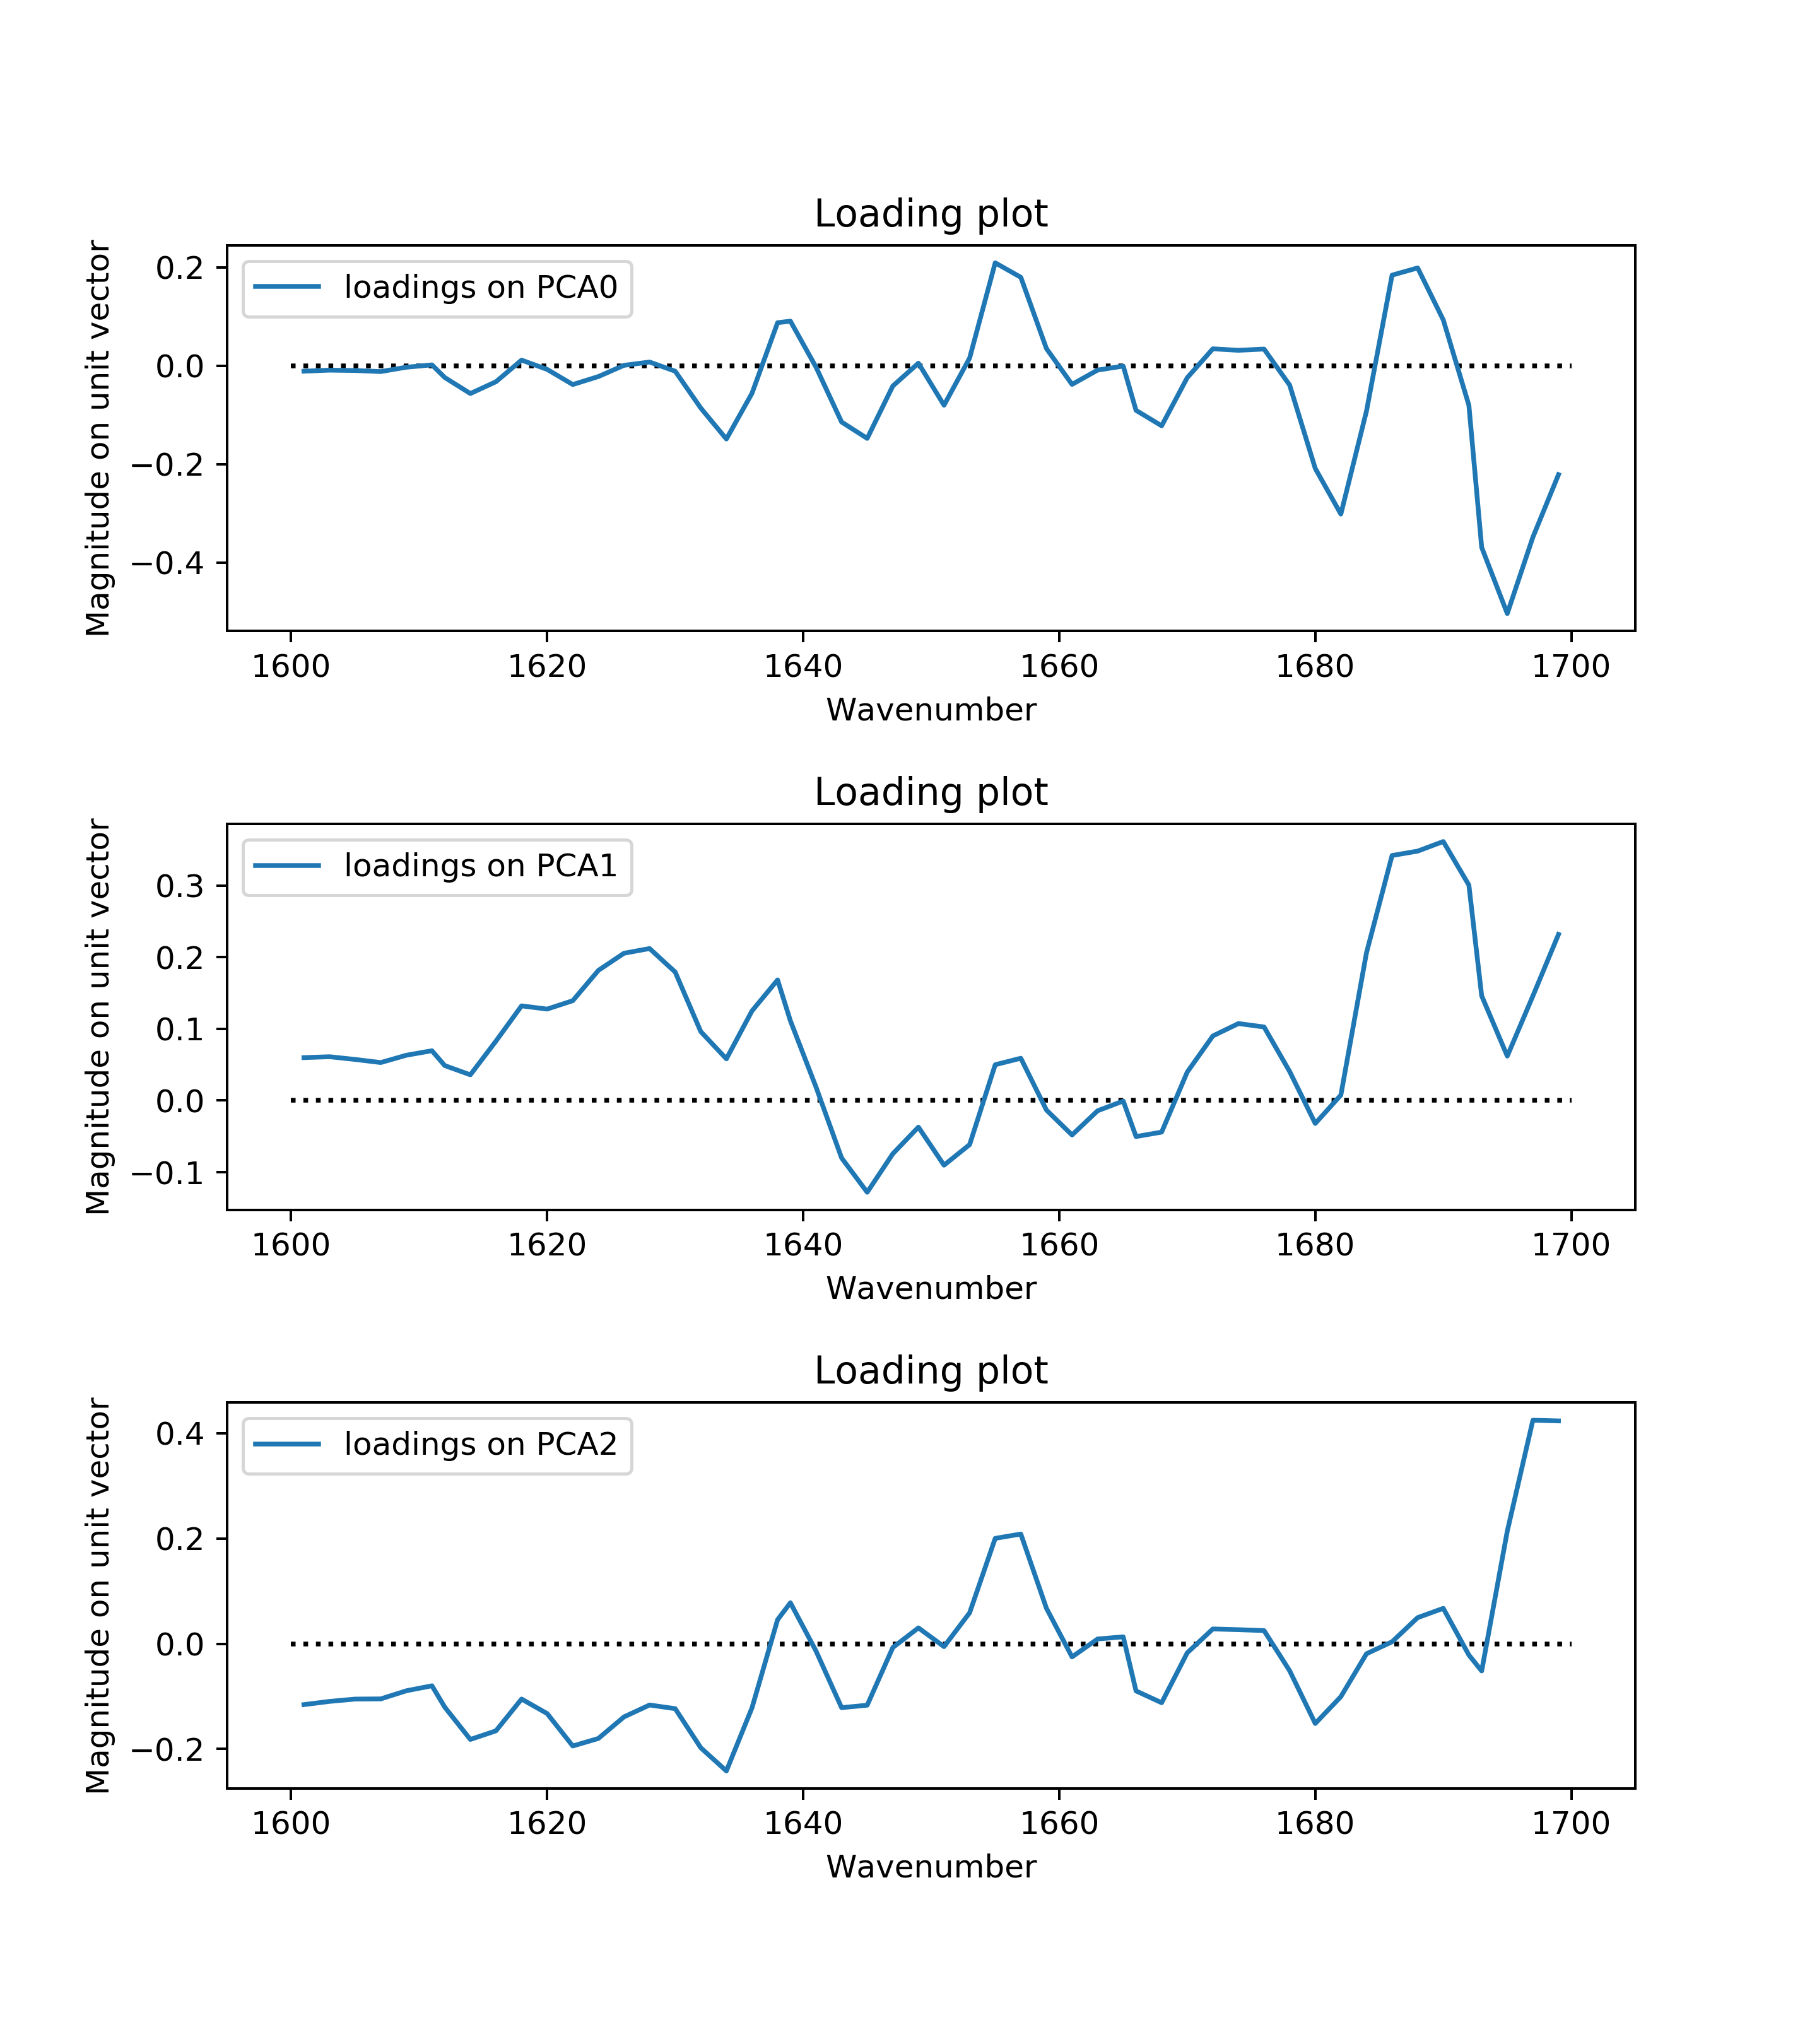 Loading plot
Magnitude on unit vector
loadings on PCA0
0.2
0.0
−0.2
−0.4
1600 1620 1640 1660 1680 1700
Wavenumber
Loading plot
Magnitude on unit vector
loadings on PCA1
0.3
0.2
0.1
0.0
−0.1
1600 1620 1640 1660 1680 1700
Wavenumber
Loading plot
Magnitude on unit vector
loadings on PCA2
0.4
0.2
0.0
−0.2
1600 1620 1640 1660 1680 1700
Wavenumber